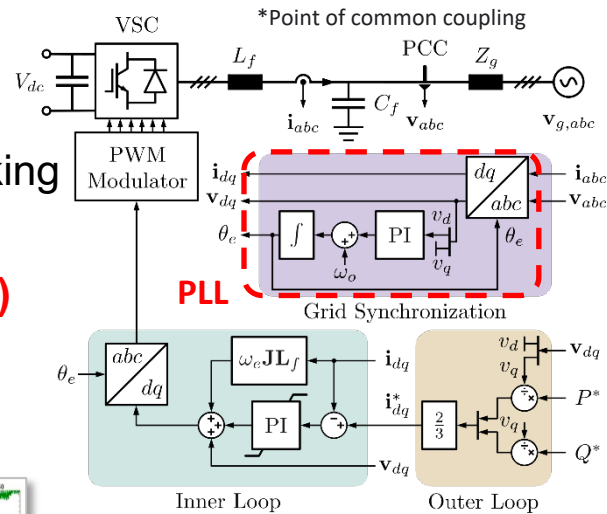 *Point of common coupling
VSC
L_f
PCC
Z_g
V_dc
C_f
i_abc
v_abc
v_g,abc
PWM
Modulator
king
i_dq
dq
i_abc
v_dq
abc
v_abc
θ_e
∫
+
+
PI
v_d
v_q
θ_e
ω_o
)
PLL
Grid Synchronization
θ_e
abc
dq
ω_e JL_f
i_dq
v_d
v_q
v_dq
+
+
+
PI
-
+
i*_dq
2/3
v_q
÷
×
P*
÷
×
Q*
v_dq
Inner Loop
Outer Loop